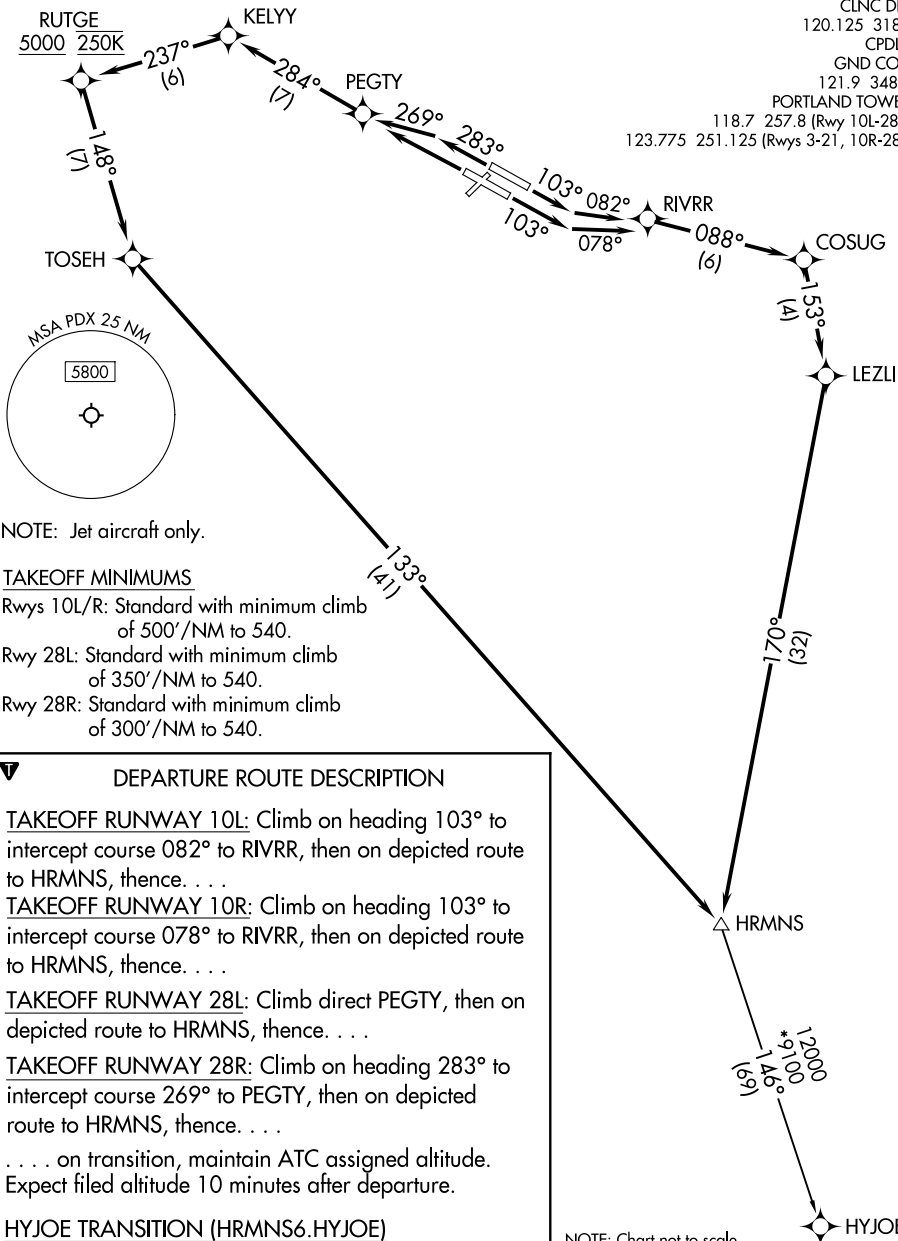 RUTGE
5000 250K
KELYY
237°
(6)
284°
(7)
PEGTY
CLNC DE
120.125 318
CPDL
GND CO
121.9 348
PORTLAND TOWE
118.7 257.8 (Rwy 10L-28
123.775 251.125 (Rwys 3-21, 10R-28
148°
(7)
269°
283°
103°
082°
103°
078°
RIVRR
088°
(6)
COSUG
153°
(4)
LEZLI
TOSEH
MSA PDX 25 NM
5800
133°
(41)
170°
(32)
NOTE: Jet aircraft only.
TAKEOFF MINIMUMS
Rwys 10L/R: Standard with minimum climb
of 500'/NM to 540.
Rwy 28L: Standard with minimum climb
of 350'/NM to 540.
Rwy 28R: Standard with minimum climb
of 300'/NM to 540.
T
DEPARTURE ROUTE DESCRIPTION
TAKEOFF RUNWAY 10L: Climb on heading 103° to
intercept course 082° to RIVRR, then on depicted route
to HRMNS, thence. . . .
TAKEOFF RUNWAY 10R: Climb on heading 103° to
intercept course 078° to RIVRR, then on depicted route
to HRMNS, thence. . . .
TAKEOFF RUNWAY 28L: Climb direct PEGTY, then on
depicted route to HRMNS, thence. . . .
TAKEOFF RUNWAY 28R: Climb on heading 283° to
intercept course 269° to PEGTY, then on depicted
route to HRMNS, thence. . . .
. . . . on transition, maintain ATC assigned altitude.
Expect filed altitude 10 minutes after departure.
HYJOE TRANSITION (HRMNS6.HYJOE)
HRMNS
12000
*9100
146°
(69)
NOTE: Chart not to scale
HYJOE